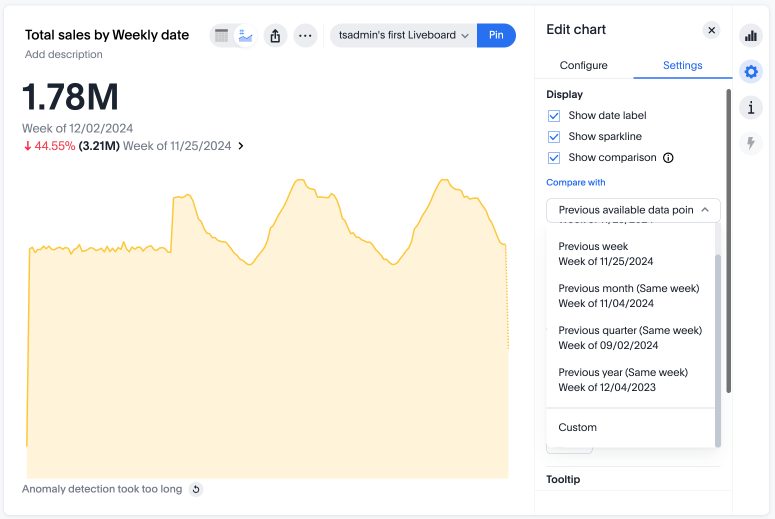 Total sales by Weekly date
tsadmin's first Liveboard
Pin
Add description
1.78M
Week of 12/02/2024
44.55% (3.21M) Week of 11/25/2024
Anomaly detection took too long
Edit chart
Configure
Settings
Display
Show date label
Show sparkline
Show comparison
Compare with
Previous available data poin
Previous week
Week of 11/25/2024
Previous month (Same week)
Week of 11/04/2024
Previous quarter (Same week)
Week of 09/02/2024
Previous year (Same week)
Week of 12/04/2023
Custom
Tooltip